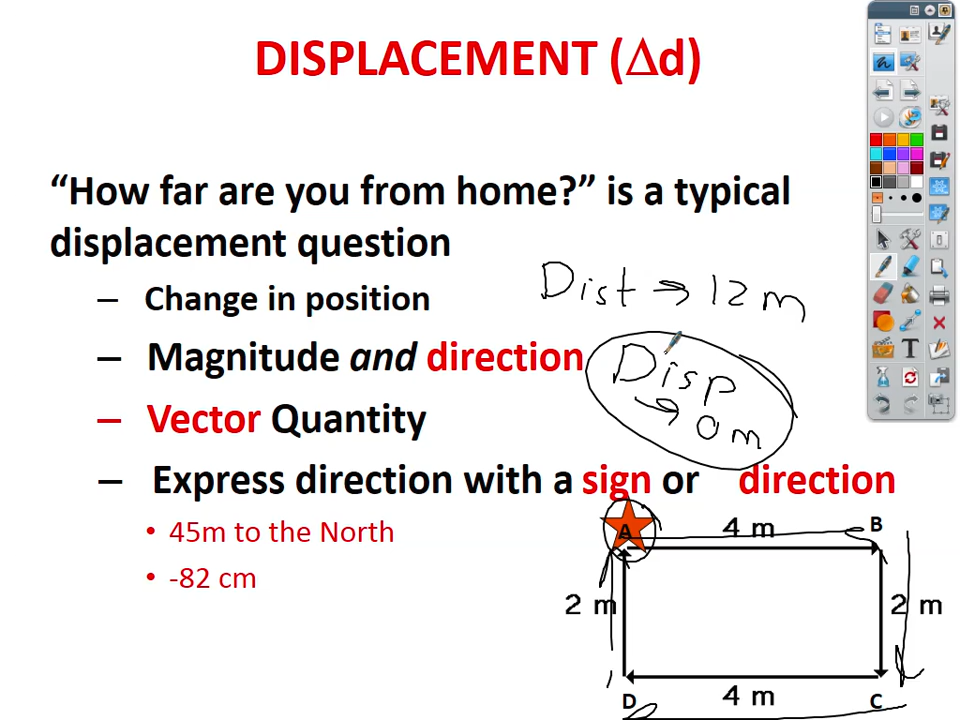 DISPLACEMENT (Δd)
“How far are you from home?” is a typical
displacement question
– Change in position
Dist → 12 m
– Magnitude and direction
Disp
→ 0 m
– Vector Quantity
– Express direction with a sign or direction
• 45m to the North
• -82 cm
A
4 m
B
2 m
2 m
D
4 m
C
T